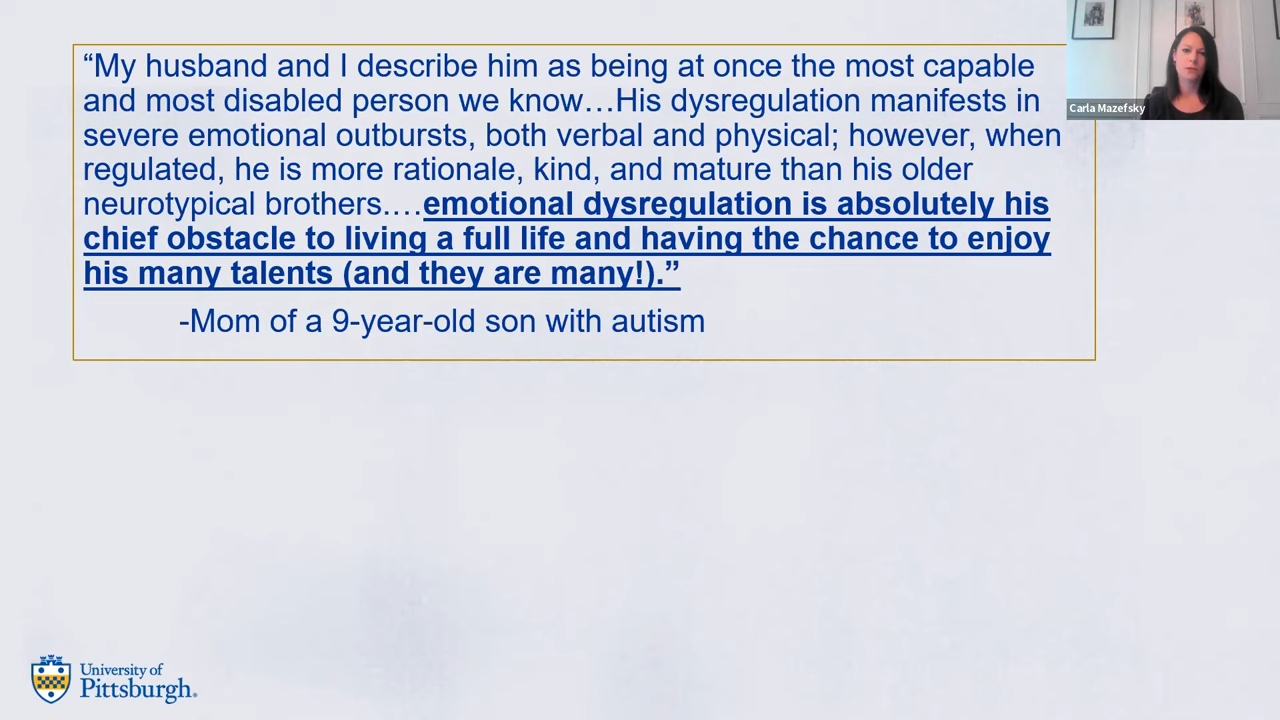 Carla Mazefsky
“My husband and I describe him as being at once the most capable
and most disabled person we know…His dysregulation manifests in
severe emotional outbursts, both verbal and physical; however, when
regulated, he is more rationale, kind, and mature than his older
neurotypical brothers.…emotional dysregulation is absolutely his
chief obstacle to living a full life and having the chance to enjoy
his many talents (and they are many!).”
-Mom of a 9-year-old son with autism
University of
Pittsburgh®